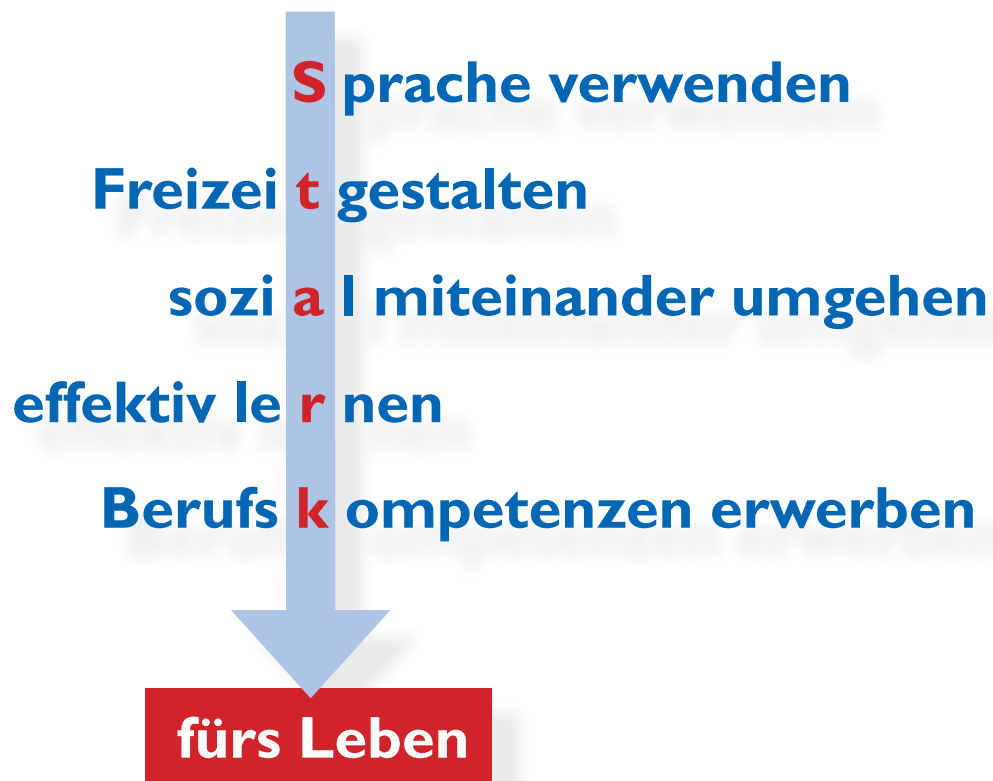 Sprache verwenden
Freizeit gestalten
sozial miteinander umgehen
effektiv lernen
Berufskompetenzen erwerben
fürs Leben